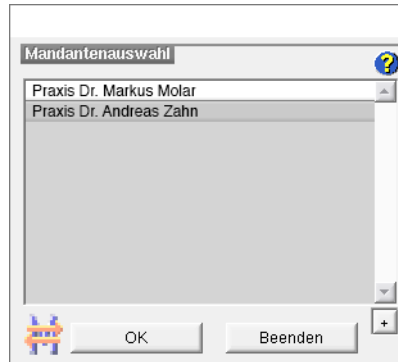 Mandantenauswahl
?
Praxis Dr. Markus Molar
Praxis Dr. Andreas Zahn
+
OK
Beenden